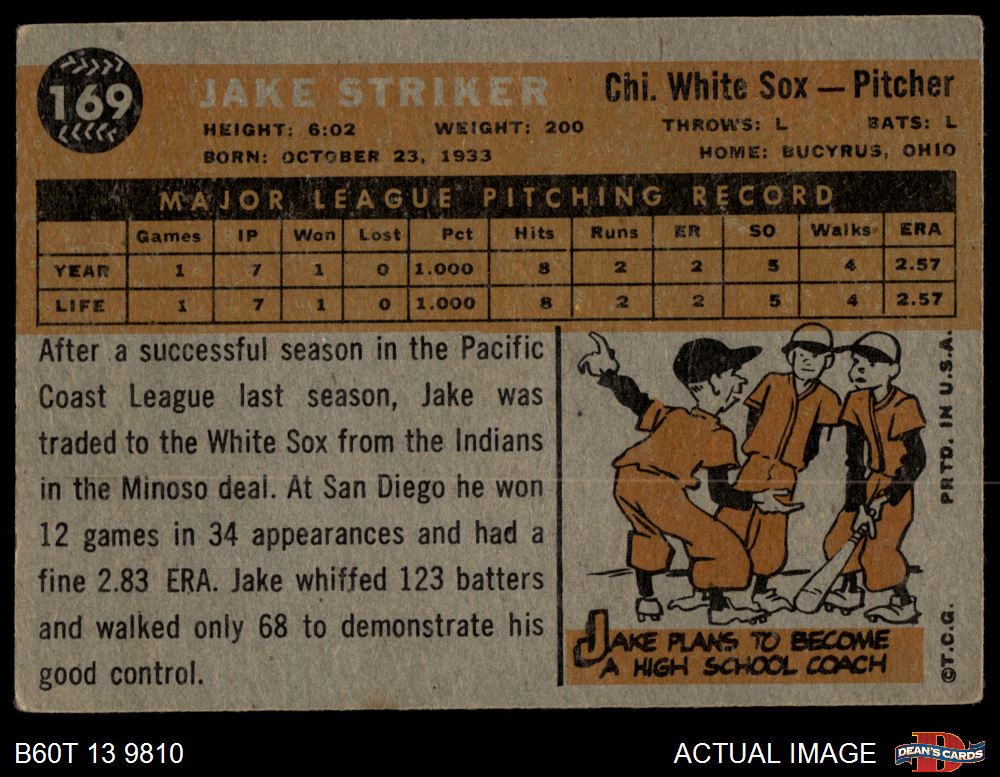 169
JAKE STRIKER
Chi. White Sox — Pitcher
HEIGHT: 6:02 WEIGHT: 200 THROWS: L BATS: L
BORN: OCTOBER 23, 1933 HOME: BUCYRUS, OHIO
MAJOR LEAGUE PITCHING RECORD
Games IP Won Lost Pct Hits Runs ER SO Walks ERA
YEAR 1 7 1 0 1.000 8 2 2 5 4 2.57
LIFE 1 7 1 0 1.000 8 2 2 5 4 2.57
After a successful season in the Pacific
Coast League last season, Jake was
traded to the White Sox from the Indians
in the Minoso deal. At San Diego he won
12 games in 34 appearances and had a
fine 2.83 ERA. Jake whiffed 123 batters
and walked only 68 to demonstrate his
good control.
JAKE PLANS TO BECOME
A HIGH SCHOOL COACH
©T.C.G. PRTD. IN U.S.A.
B60T 13 9810
ACTUAL IMAGE
D
DEAN'S CARDS